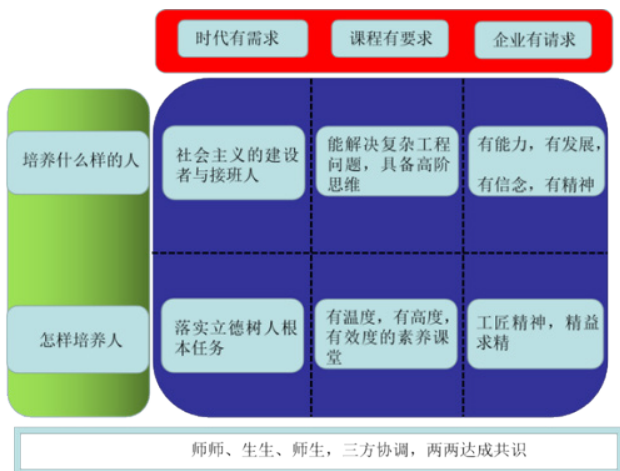 时代有需求
课程有要求
企业有请求
培养什么样的人
社会主义的建设
者与接班人
能解决复杂工程
问题，具备高阶
思维
有能力，有发展，
有信念，有精神
怎样培养人
落实立德树人根
本任务
有温度，有高度，
有效度的素养课
堂
工匠精神，精益
求精
师师、生生、师生，三方协调，两两达成共识